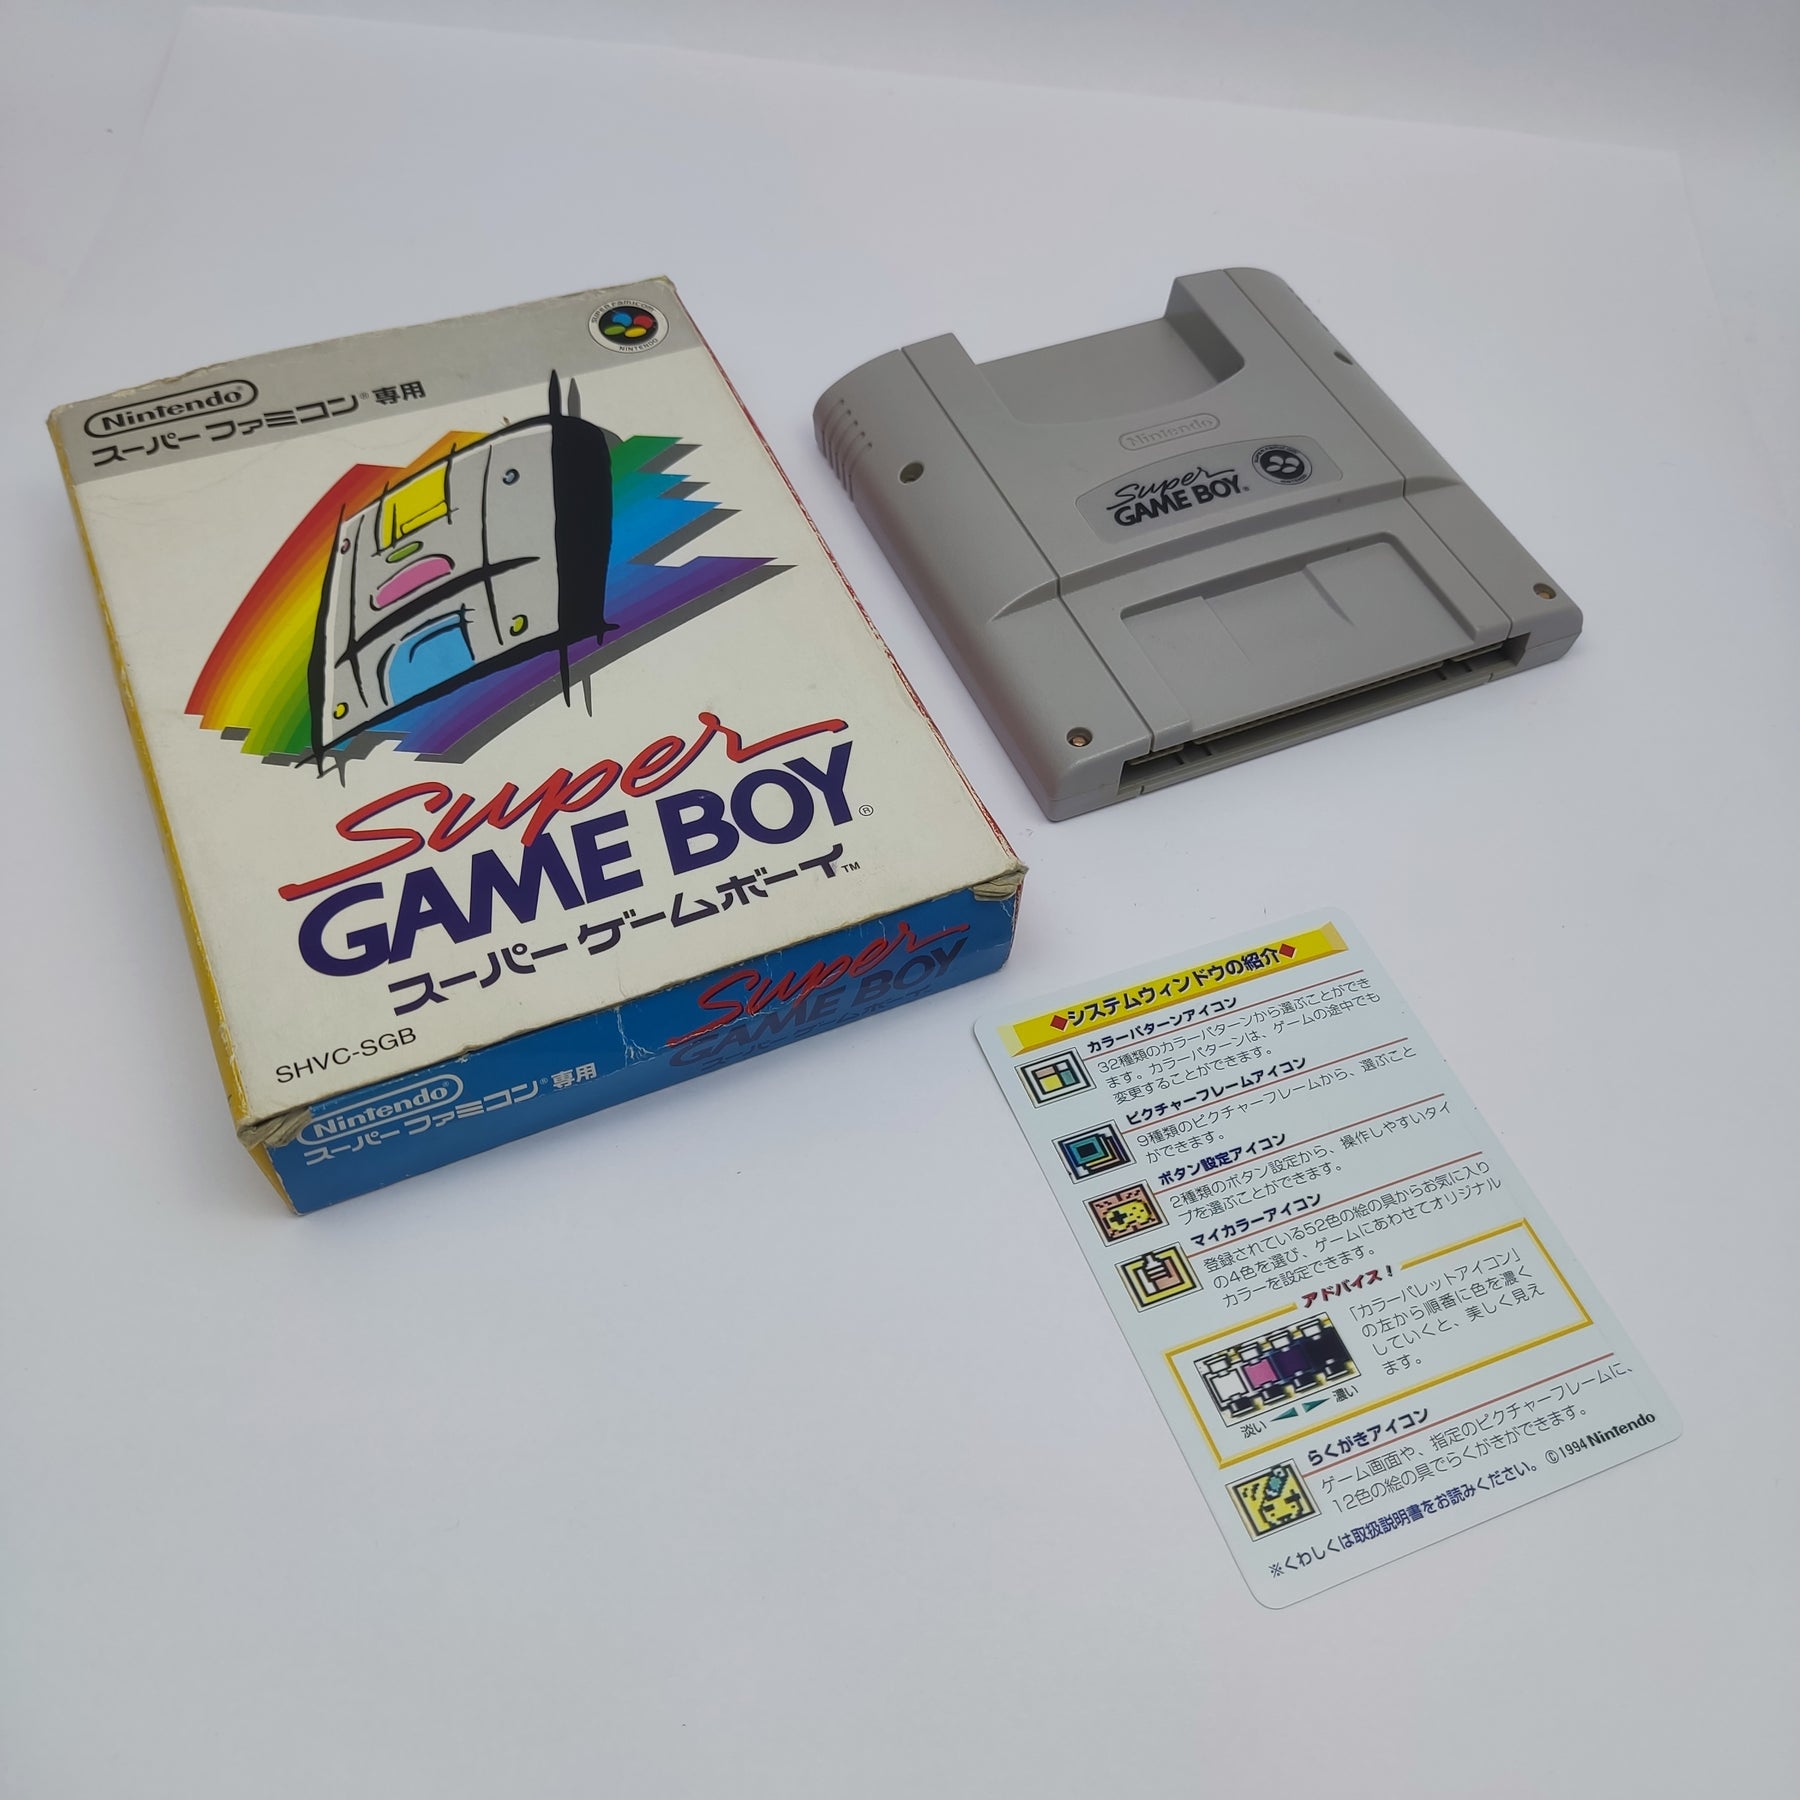 Nintendo®
スーパーファミコン®専用
SUPER FAMICOM
NINTENDO
Super
GAME BOY®
スーパーゲームボーイ™
SHVC-SGB
Nintendo®
スーパーファミコン®専用
Super
GAME BOY
スーパーゲームボーイ
Nintendo
Super
GAME BOY®
◆システムウィンドウの紹介◆
カラーパターンアイコン
32種類のカラーパターンから選ぶことができ
ます。カラーパターンは、ゲームの途中でも
変更することができます。
ピクチャーフレームアイコン
9種類のピクチャーフレームから、選ぶこと
ができます。
ボタン設定アイコン
2種類のボタン設定から、操作しやすいタイ
プを選ぶことができます。
マイカラーアイコン
登録されている52色の絵の具からお気に入り
の4色を選び、ゲームにあわせてオリジナル
カラーを設定できます。
アドバイス!
「カラーパレットアイコン」
の左から順番に色を濃く
していくと、美しく見え
ます。
淡い 濃い
らくがきアイコン
ゲーム画面や、指定のピクチャーフレームに、
12色の絵の具でらくがきができます。
※くわしくは取扱説明書をお読みください。 ©1994 Nintendo